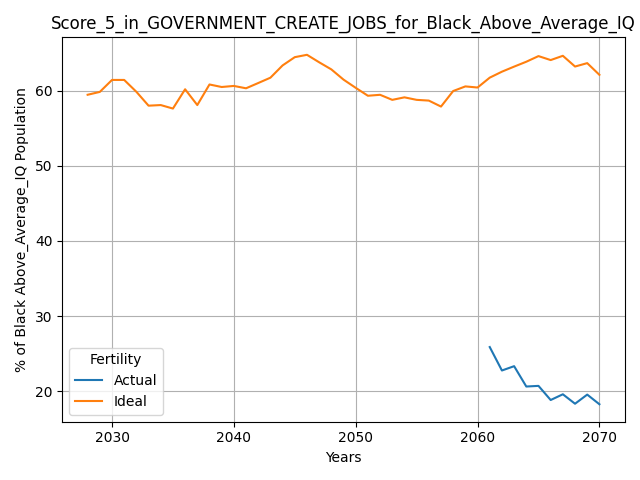 Score_5_in_GOVERNMENT_CREATE_JOBS_for_Black_Above_Average_IQ
% of Black Above_Average_IQ Population
60
50
40
30
20
Fertility
Actual
Ideal
2030
2040
2050
2060
2070
Years